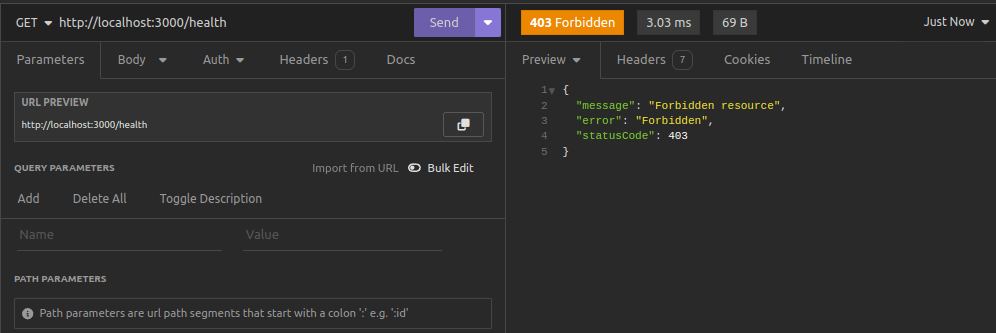 GET http://localhost:3000/health Send
403 Forbidden 3.03 ms 69 B Just Now
Parameters Body Auth Headers 1 Docs
Preview Headers 7 Cookies Timeline
URL PREVIEW
http://localhost:3000/health
QUERY PARAMETERS Import from URL Bulk Edit
Add Delete All Toggle Description
Name Value
PATH PARAMETERS
Path parameters are url path segments that start with a colon ':' e.g. ':id'
1 {
2 "message": "Forbidden resource",
3 "error": "Forbidden",
4 "statusCode": 403
5 }